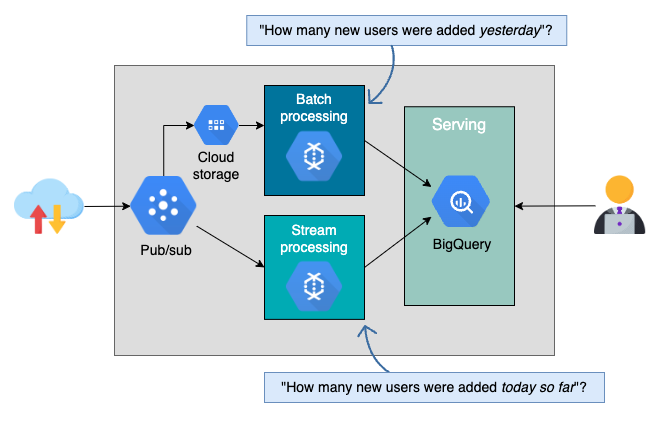 "How many new users were added yesterday"?
Batch
processing
Serving
Cloud
storage
Pub/sub
Stream
processing
BigQuery
"How many new users were added today so far"?